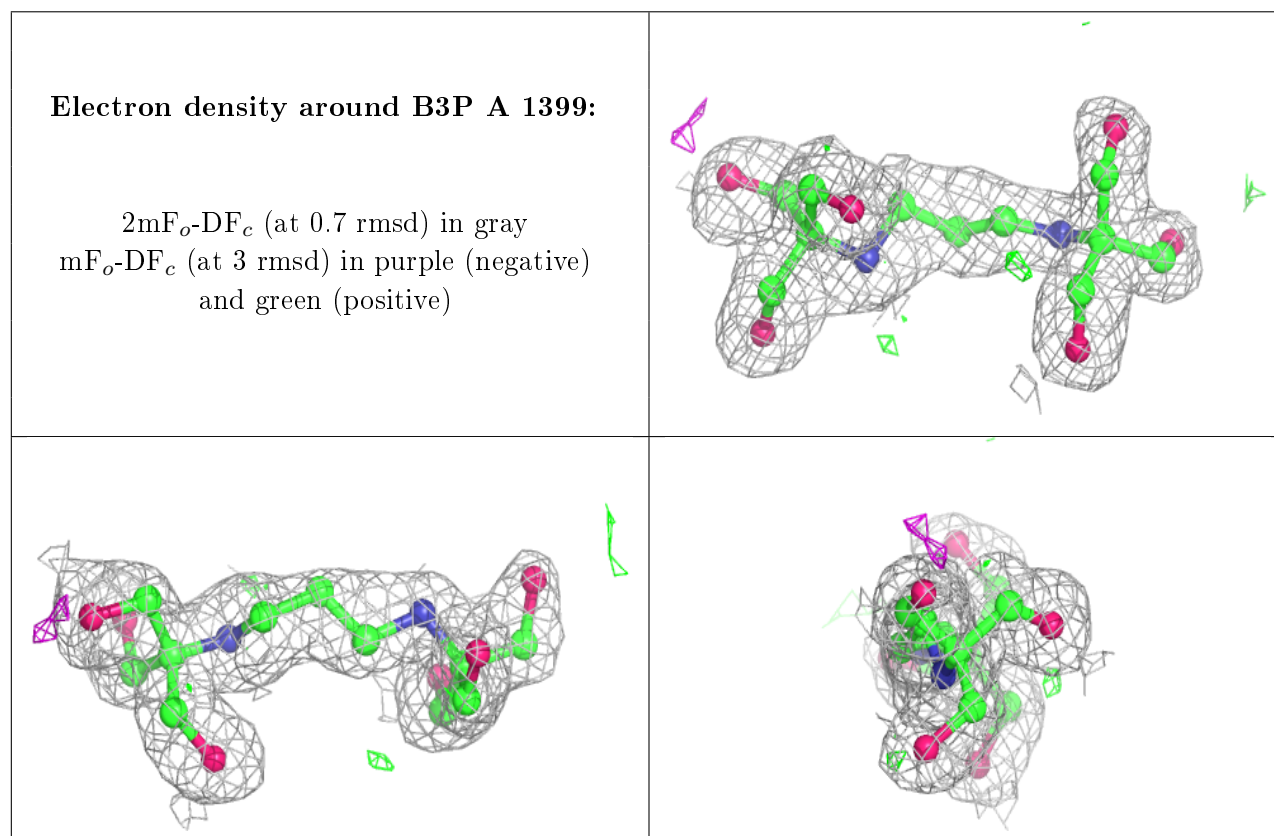 Electron density around B3P A 1399:
2mFo-DFc (at 0.7 rmsd) in gray
mFo-DFc (at 3 rmsd) in purple (negative)
and green (positive)